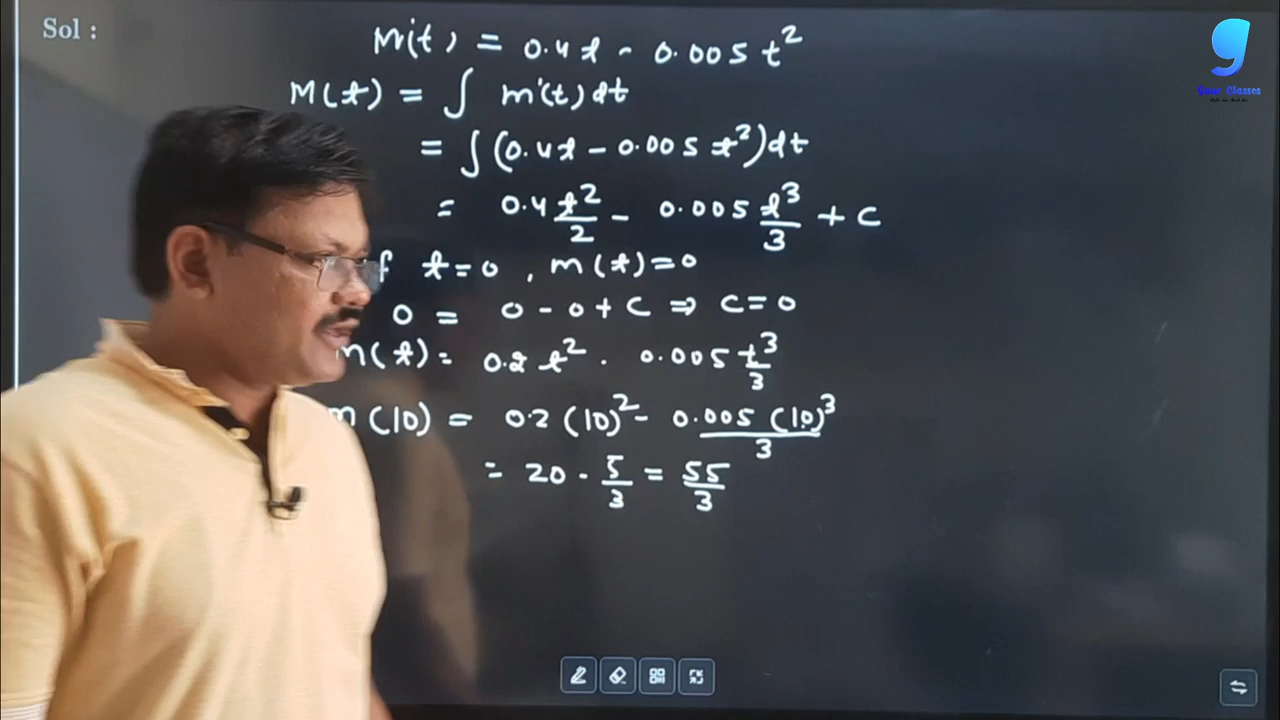 Sol :
M'(t) = 0.4t - 0.005 t²
M(t) = ∫ m'(t) dt
= ∫ (0.4t - 0.005 t²) dt
= 0.4 t²/2 - 0.005 t³/3 + C
f t=0 , m(t)=0
0 = 0 - 0 + C ⇒ C=0
m(t) = 0.2 t² - 0.005 t³/3
m(10) = 0.2 (10)² - 0.005 (10)³/3
= 20 - 5/3 = 55/3
Your Classes